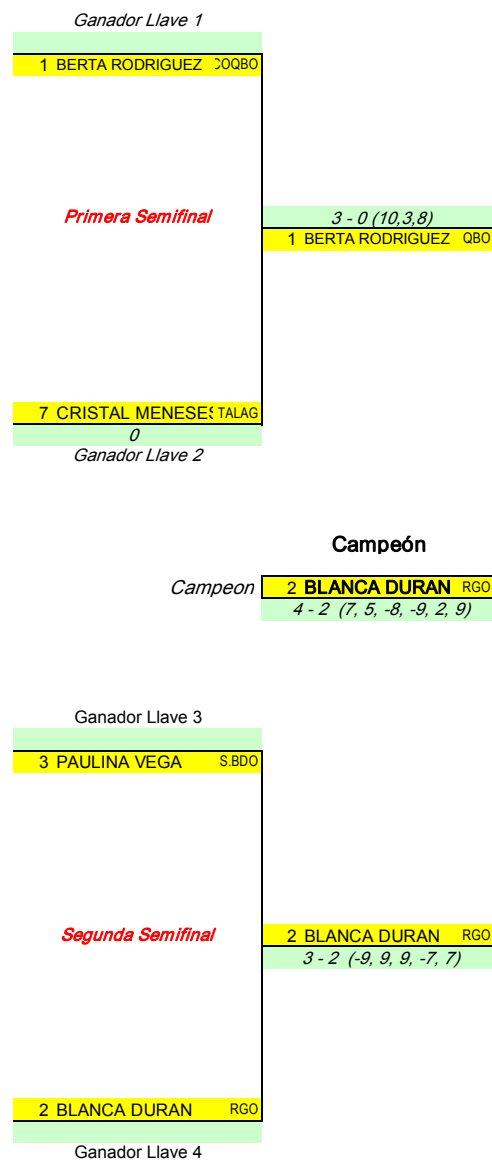 Ganador Llave 1
1 BERTA RODRIGUEZ COQBO
Primera Semifinal
3 - 0 (10,3,8)
1 BERTA RODRIGUEZ QBO
7 CRISTAL MENESES TALAG
0
Ganador Llave 2
Campeón
Campeon 2 BLANCA DURAN RGO
4 - 2 (7, 5, -8, -9, 2, 9)
Ganador Llave 3
3 PAULINA VEGA S.BDO
Segunda Semifinal
2 BLANCA DURAN RGO
3 - 2 (-9, 9, 9, -7, 7)
2 BLANCA DURAN RGO
Ganador Llave 4